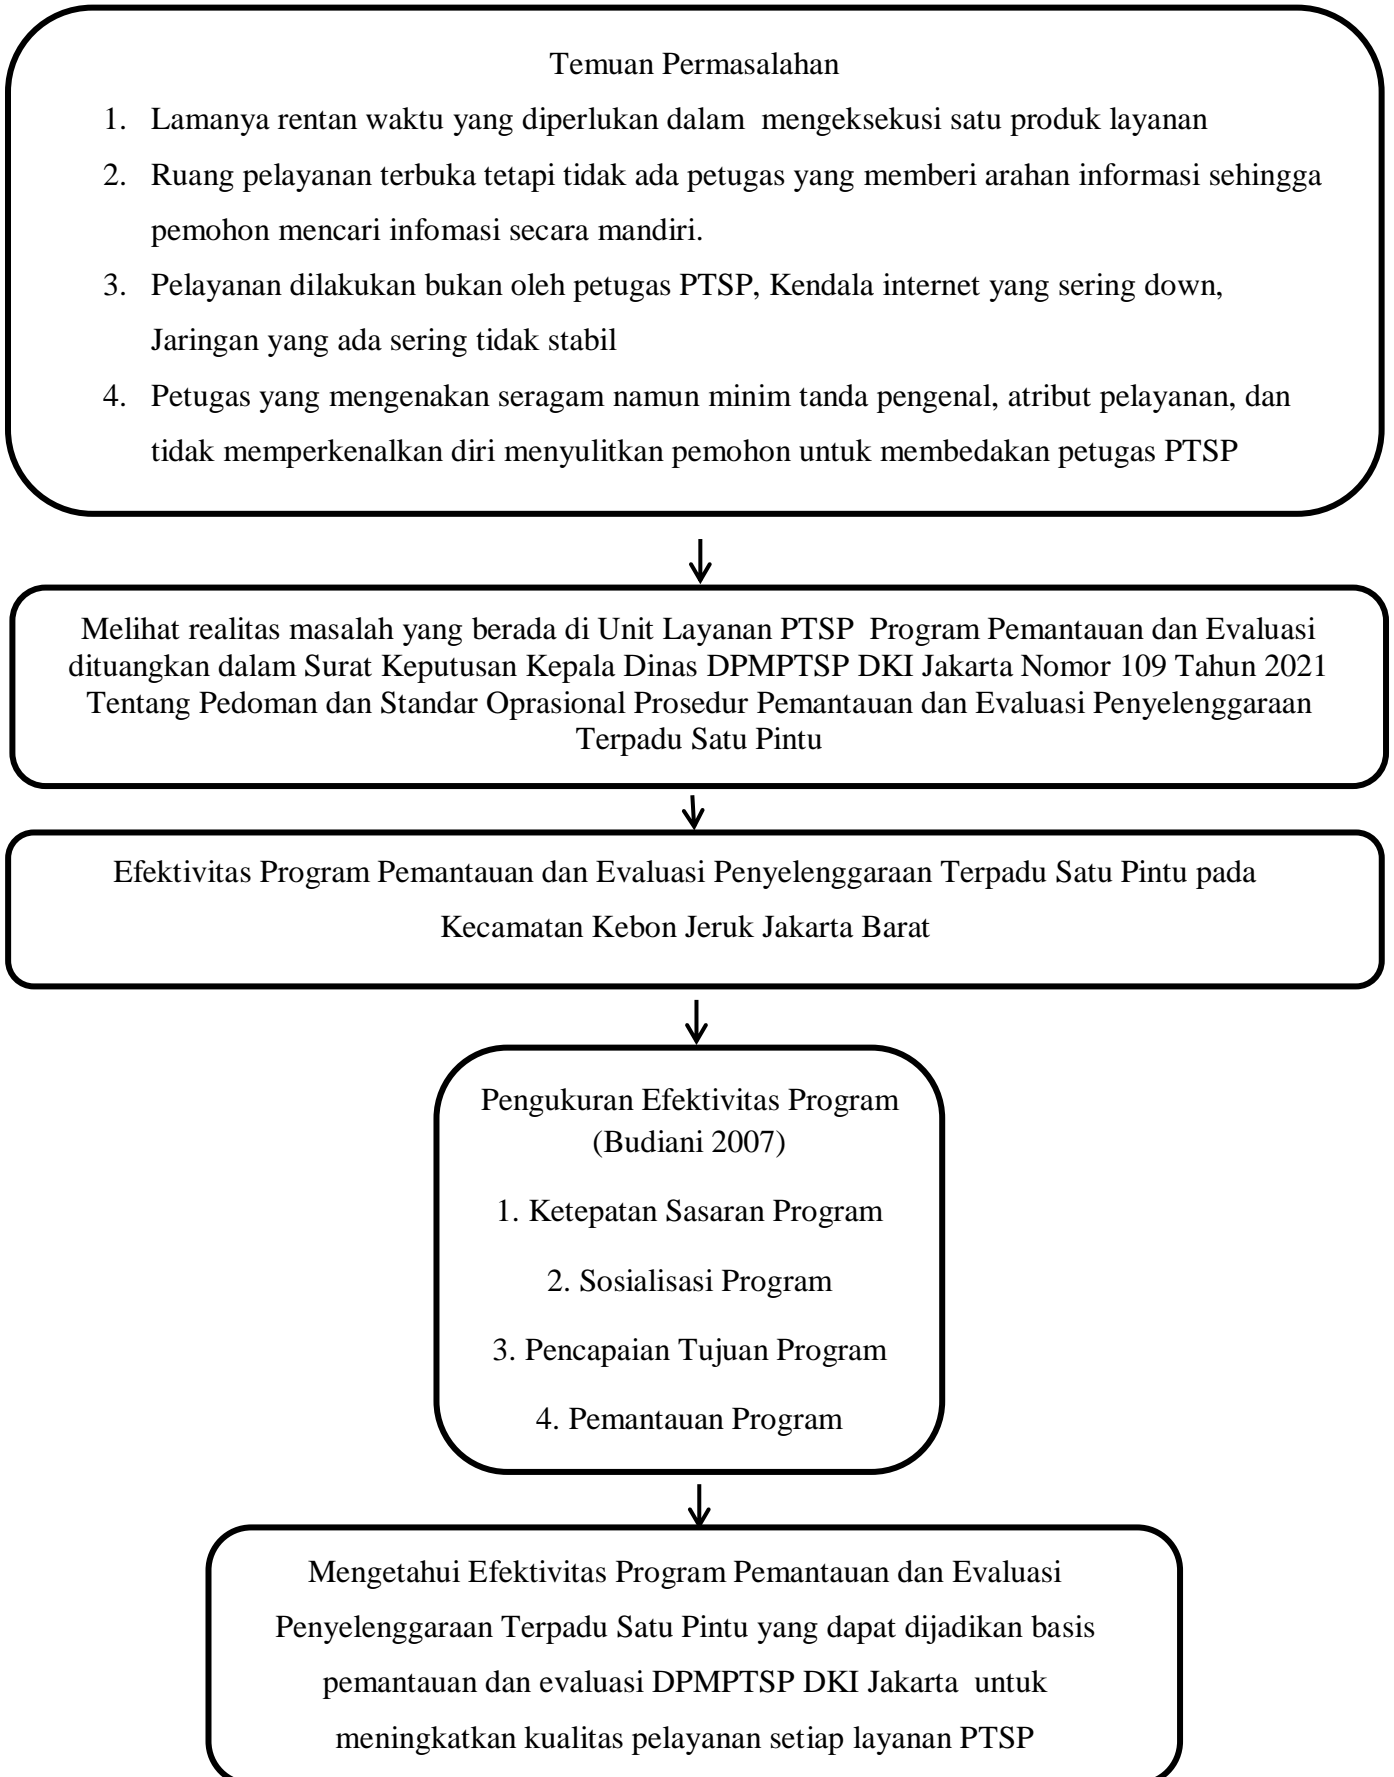 Temuan Permasalahan
1. Lamanya rentan waktu yang diperlukan dalam mengeksekusi satu produk layanan
2. Ruang pelayanan terbuka tetapi tidak ada petugas yang memberi arahan informasi sehingga
pemohon mencari infomasi secara mandiri.
3. Pelayanan dilakukan bukan oleh petugas PTSP, Kendala internet yang sering down,
Jaringan yang ada sering tidak stabil
4. Petugas yang mengenakan seragam namun minim tanda pengenal, atribut pelayanan, dan
tidak memperkenalkan diri menyulitkan pemohon untuk membedakan petugas PTSP
Melihat realitas masalah yang berada di Unit Layanan PTSP Program Pemantauan dan Evaluasi
dituangkan dalam Surat Keputusan Kepala Dinas DPMPTSP DKI Jakarta Nomor 109 Tahun 2021
Tentang Pedoman dan Standar Oprasional Prosedur Pemantauan dan Evaluasi Penyelenggaraan
Terpadu Satu Pintu
Efektivitas Program Pemantauan dan Evaluasi Penyelenggaraan Terpadu Satu Pintu pada
Kecamatan Kebon Jeruk Jakarta Barat
Pengukuran Efektivitas Program
(Budiani 2007)
1. Ketepatan Sasaran Program
2. Sosialisasi Program
3. Pencapaian Tujuan Program
4. Pemantauan Program
Mengetahui Efektivitas Program Pemantauan dan Evaluasi
Penyelenggaraan Terpadu Satu Pintu yang dapat dijadikan basis
pemantauan dan evaluasi DPMPTSP DKI Jakarta untuk
meningkatkan kualitas pelayanan setiap layanan PTSP